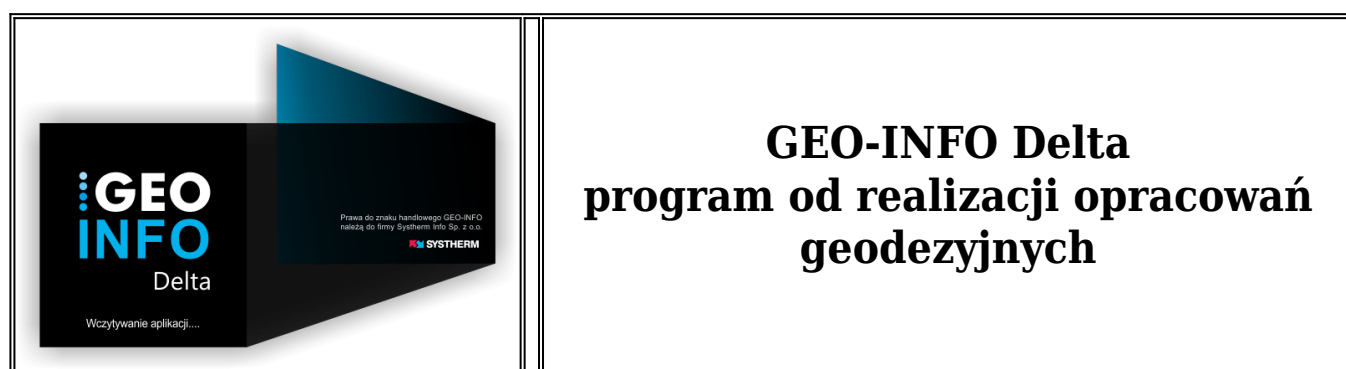 GEO
INFO
Delta
Wczytywanie aplikacji....
Prawa do znaku handlowego GEO-INFO
należą do firmy Systherm Info Sp. z o.o.
SYSTHERM
GEO-INFO Delta
program od realizacji opracowań
geodezyjnych